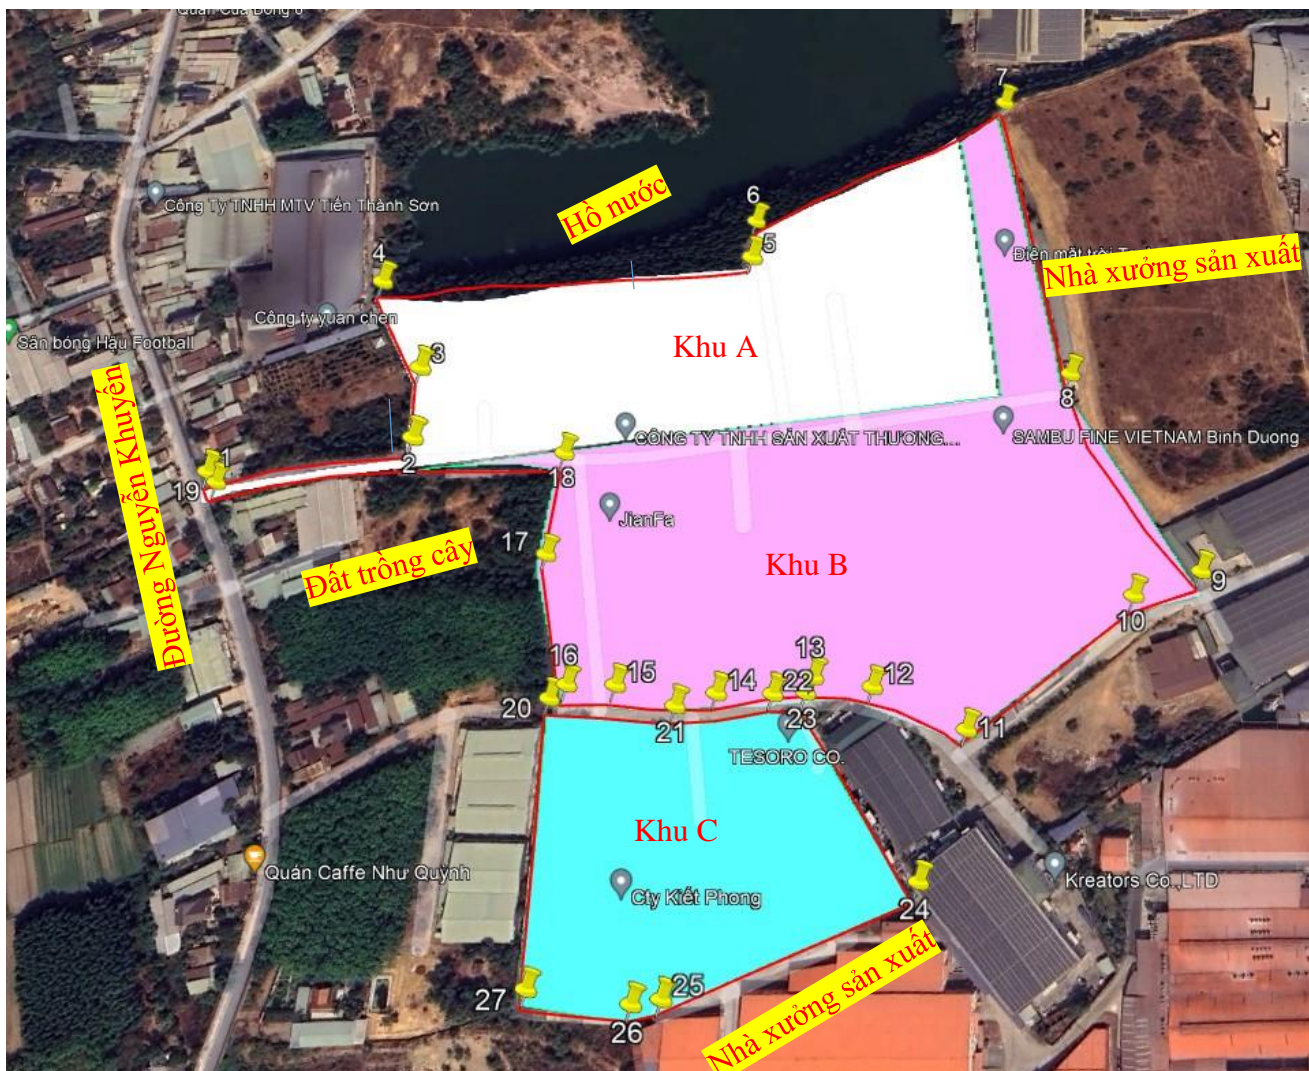 Quán Của Đồng 6
7
Công Ty TNHH MTV Tiến Thành Sơn
Hồ nước
6
5
4
Điện mặt trời
Nhà xưởng sản xuất
Công ty yuan chen
Sân bóng Hậu Football
Khu A
3
8
CÔNG TY TNHH SẢN XUẤT THƯƠNG...
SAMBU FINE VIETNAM Binh Duong
Đường Nguyễn Khuyến
1
2
18
19
JianFa
17
Đất trồng cây
Khu B
9
10
16
15
14
22
13
12
20
21
23
11
TESORO CO.
Khu C
Quán Caffe Như Quỳnh
Kreators Co.,LTD
Cty Kiết Phong
24
Nhà xưởng sản xuất
27
25
26